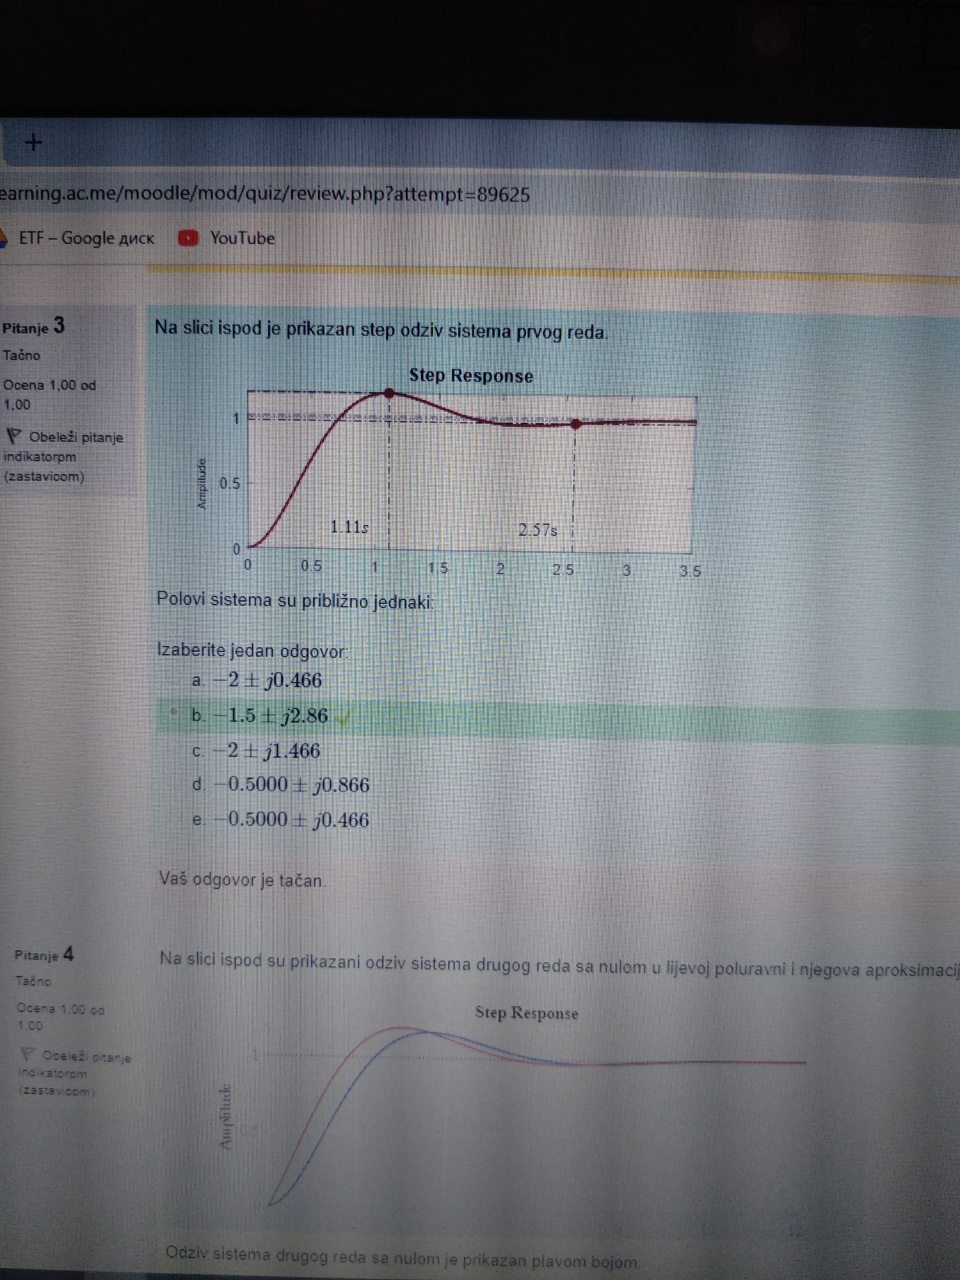 +
earning.ac.me/moodle/mod/quiz/review.php?attempt=89625
ETF – Google диск YouTube
Pitanje 3
Tačno
Ocena 1,00 od
1,00
Obeleži pitanje
indikatorpm
(zastavicom)
Na slici ispod je prikazan step odziv sistema prvog reda.
Step Response
Amplitude
1
0.5
0
1.11s
2.57s
0 0.5 1 1.5 2 2.5 3 3.5
Polovi sistema su približno jednaki:
Izaberite jedan odgovor:
a. −2 ± j0.466
b. −1.5 ± j2.86
c. −2 ± j1.466
d. −0.5000 ± j0.866
e. −0.5000 ± j0.466
Vaš odgovor je tačan.
Pitanje 4
Tačno
Ocena 1,00 od
1,00
Obeleži pitanje
indikatorpm
(zastavicom)
Na slici ispod su prikazani odziv sistema drugog reda sa nulom u lijevoj poluravni i njegova aproksimacij
Step Response
Amplitude
1
0.5
Odziv sistema drugog reda sa nulom je prikazan plavom bojom.